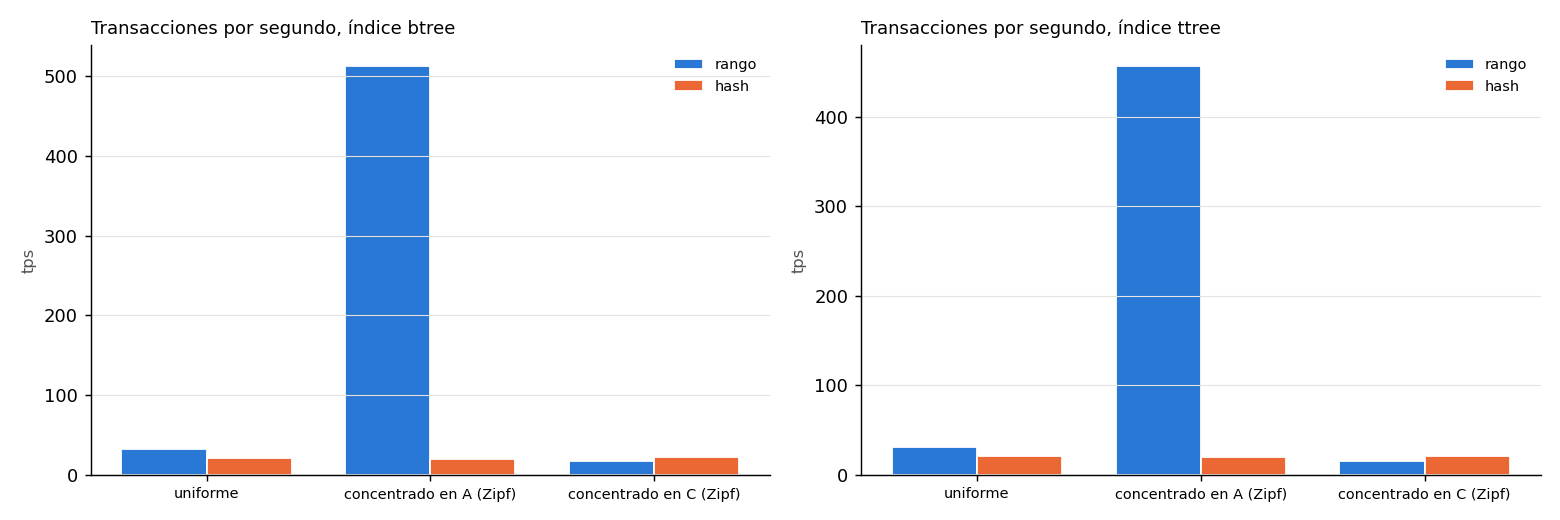 Transacciones por segundo, índice btree
rango
hash
tps
500
400
300
200
100
0
uniforme
concentrado en A (Zipf)
concentrado en C (Zipf)
Transacciones por segundo, índice ttree
rango
hash
tps
400
300
200
100
0
uniforme
concentrado en A (Zipf)
concentrado en C (Zipf)